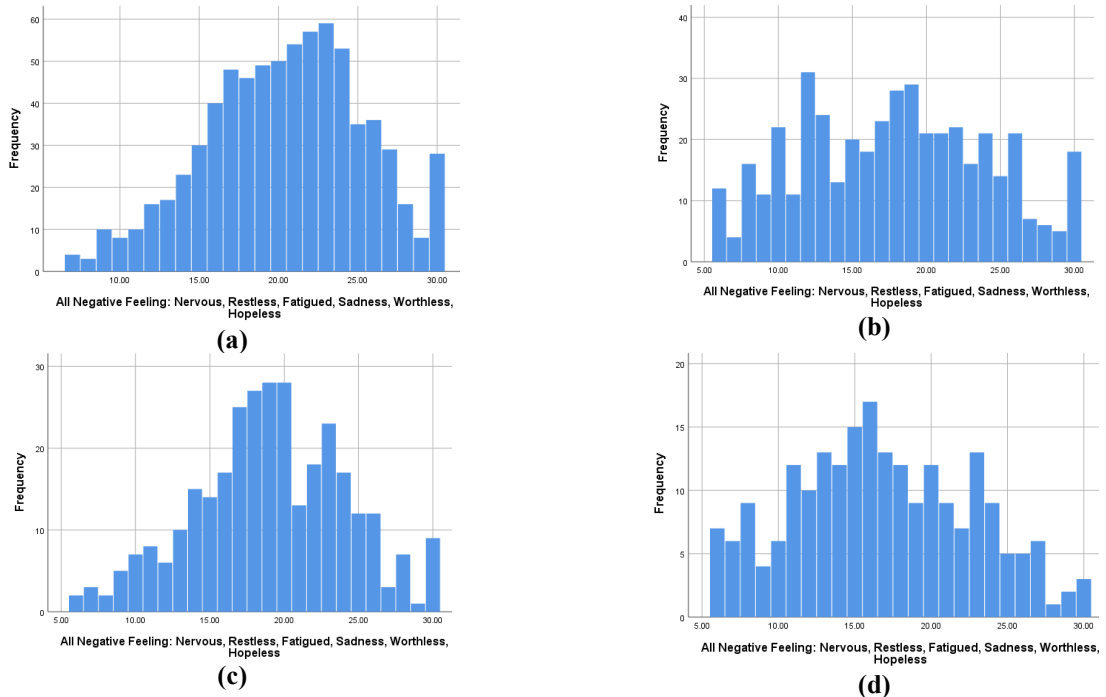 60
50
40
30
20
10
0
Frequency
10.00 15.00 20.00 25.00 30.00
All Negative Feeling: Nervous, Restless, Fatigued, Sadness, Worthless,
Hopeless
(a)
40
30
20
10
0
Frequency
5.00 10.00 15.00 20.00 25.00 30.00
All Negative Feeling: Nervous, Restless, Fatigued, Sadness, Worthless,
Hopeless
(b)
30
20
10
0
Frequency
5.00 10.00 15.00 20.00 25.00 30.00
All Negative Feeling: Nervous, Restless, Fatigued, Sadness, Worthless,
Hopeless
(c)
20
15
10
5
0
Frequency
5.00 10.00 15.00 20.00 25.00 30.00
All Negative Feeling: Nervous, Restless, Fatigued, Sadness, Worthless,
Hopeless
(d)